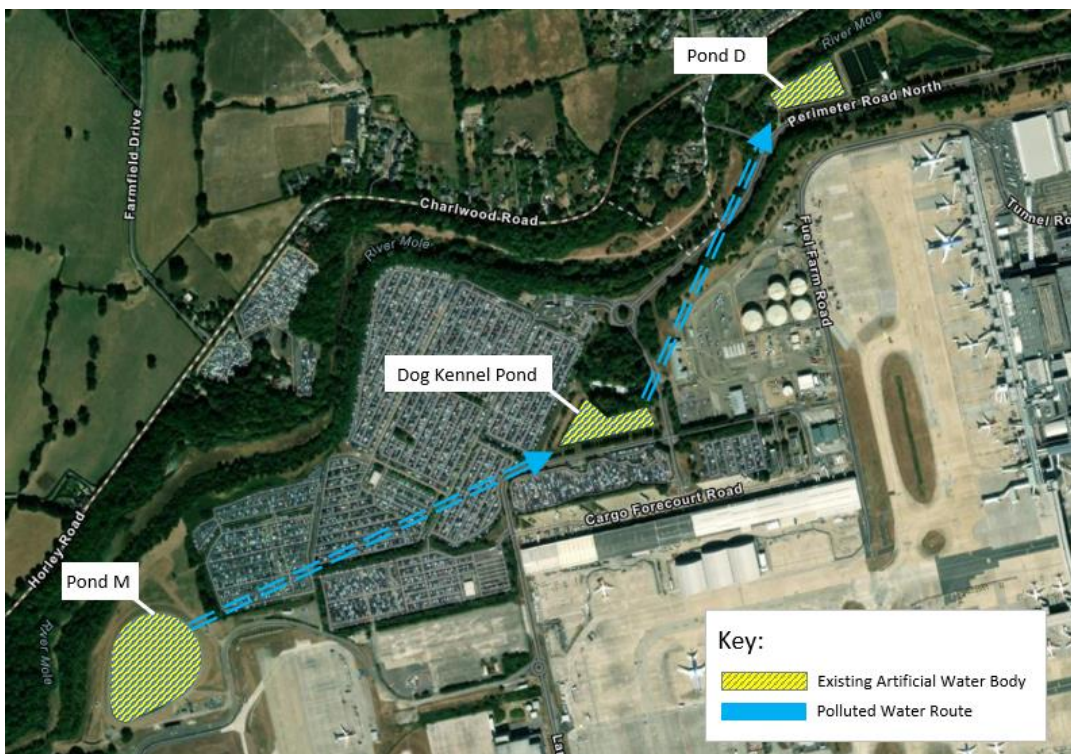 River Mole
Pond D
Perimeter Road North
Farmfield Drive
Charlwood Road
Tunnel Ro
River Mole
Fuel Farm Road
Dog Kennel Pond
Cargo Forecourt Road
Horley Road
Pond M
River Mole
Key:
Existing Artificial Water Body
Polluted Water Route
La